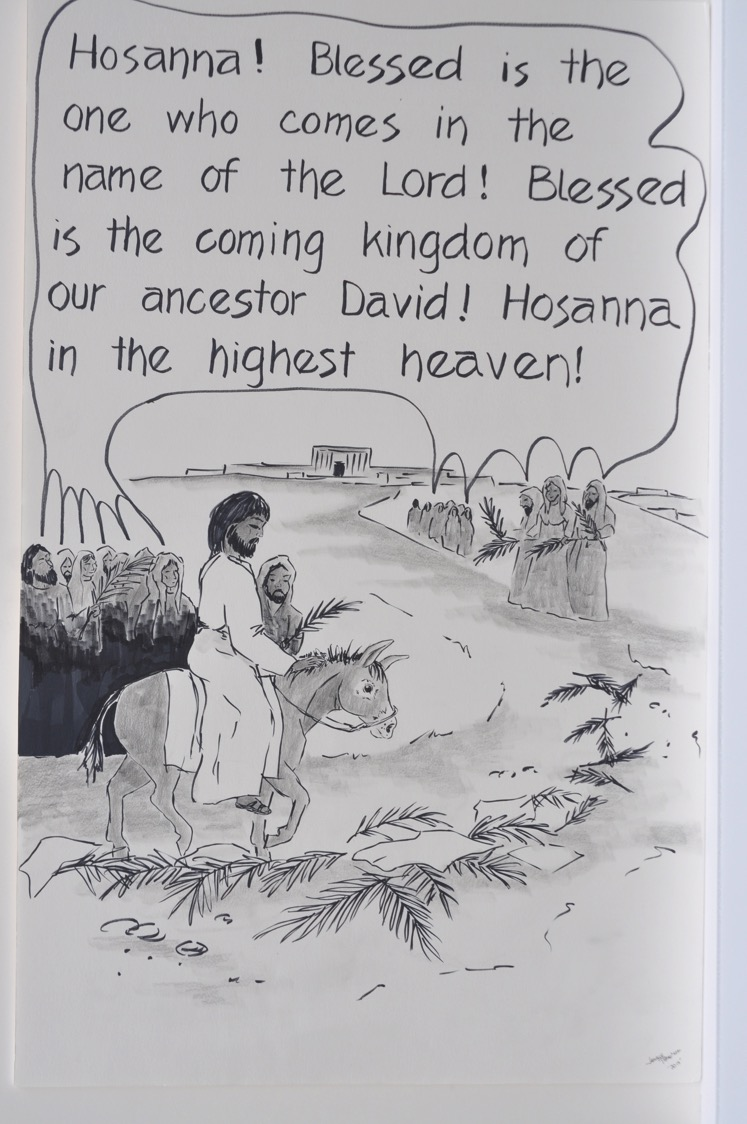 Hosanna! Blessed is the
one who comes in the
name of the Lord! Blessed
is the coming kingdom of
our ancestor David! Hosanna
in the highest heaven!